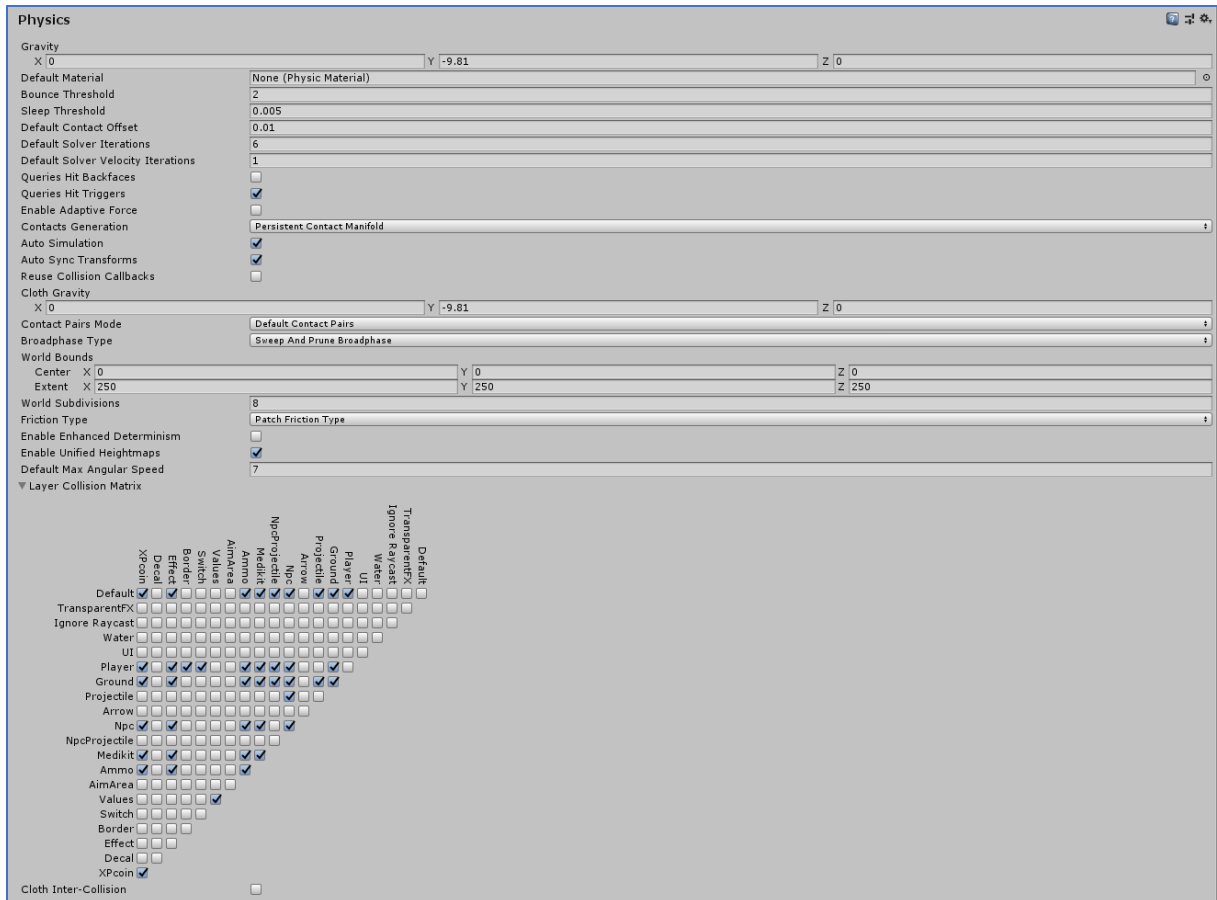 Physics
Gravity
X 0 Y -9.81 Z 0
Default Material None (Physic Material)
Bounce Threshold 2
Sleep Threshold 0.005
Default Contact Offset 0.01
Default Solver Iterations 6
Default Solver Velocity Iterations 1
Queries Hit Backfaces
Queries Hit Triggers
Enable Adaptive Force
Contacts Generation Persistent Contact Manifold
Auto Simulation
Auto Sync Transforms
Reuse Collision Callbacks
Cloth Gravity
X 0 Y -9.81 Z 0
Contact Pairs Mode Default Contact Pairs
Broadphase Type Sweep And Prune Broadphase
World Bounds
Center X 0 Y 0 Z 0
Extent X 250 Y 250 Z 250
World Subdivisions 8
Friction Type Patch Friction Type
Enable Enhanced Determinism
Enable Unified Heightmaps
Default Max Angular Speed 7
Layer Collision Matrix
XPcoin
Decal
Effect
Border
Switch
Values
AimArea
Ammo
Medikit
NpcProjectile
Npc
Arrow
Projectile
Ground
Player
UI
Water
Ignore Raycast
TransparentFX
Default
Default
TransparentFX
Ignore Raycast
Water
UI
Player
Ground
Projectile
Arrow
Npc
NpcProjectile
Medikit
Ammo
AimArea
Values
Switch
Border
Effect
Decal
XPcoin
Cloth Inter-Collision